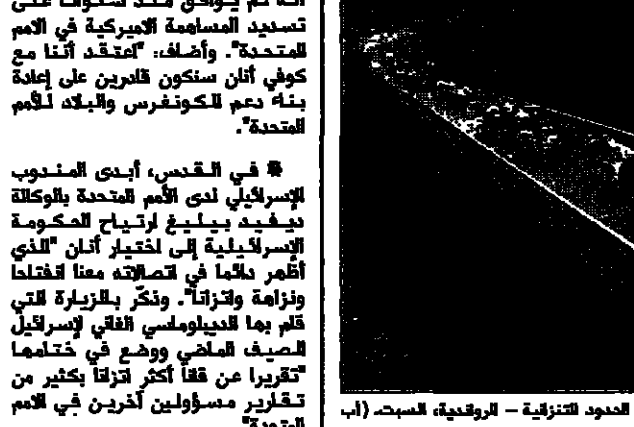 انه لم يوافق منذ سنوات على
تسديد المساهمة الاميركية في الامم
المتحدة". وأضاف: "اعتقد أننا مع
كوفي أنان سنكون قادرين على إعادة
بناء دعم الكونغرس والبلاد للأمم
المتحدة".
في القدس، أبدى المندوب
الإسرائيلي لدى الأمم المتحدة بالوكالة
ديفيد بيليغ ارتياح الحكومة
الإسرائيلية إلى اختيار أنان "الذي
أظهر دائما في اتصالاته معنا انفتاحا
ونزاهة واتزانا". وذكّر بالزيارة التي
قام بها الديبلوماسي الغاني لإسرائيل
الصيف الماضي ووضع في ختامها
"تقريرا عن قانا أكثر اتزانا بكثير من
تقارير مسؤولين آخرين في الامم
المتحدة"
الحدود التنزانية – الرواندية، السبت. (أب